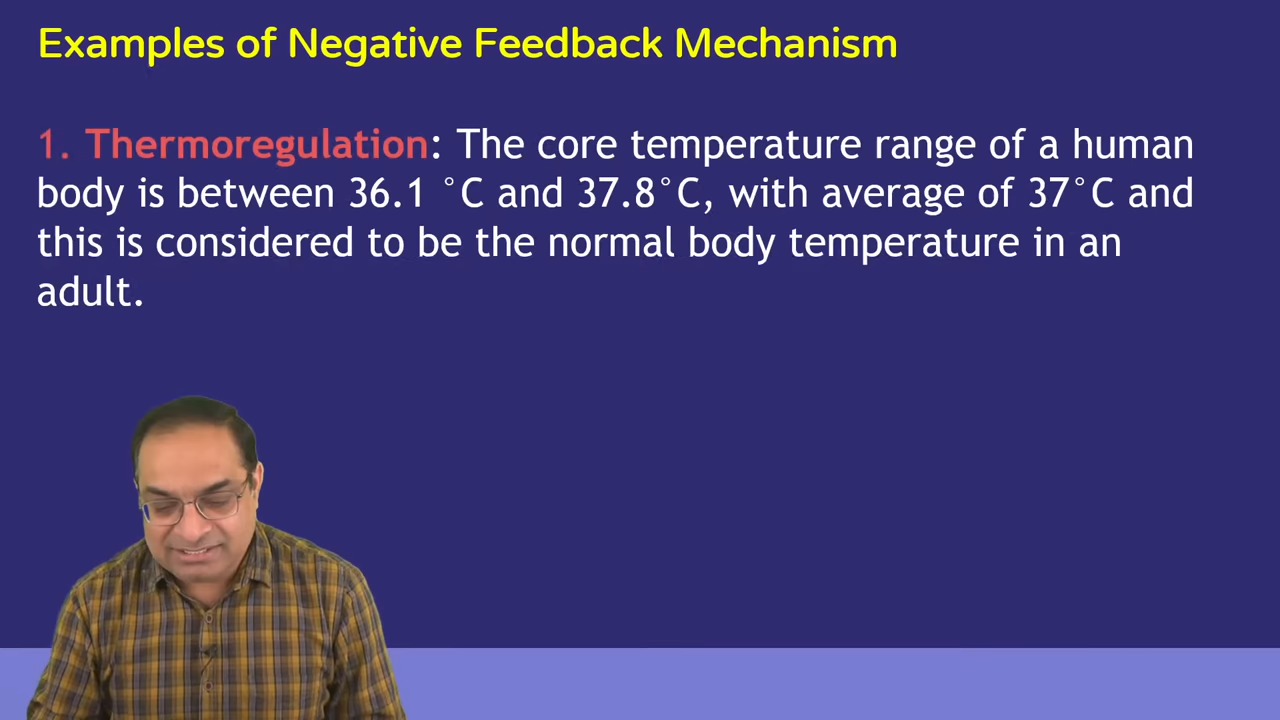 Examples of Negative Feedback Mechanism
1. Thermoregulation: The core temperature range of a human
body is between 36.1 °C and 37.8°C, with average of 37°C and
this is considered to be the normal body temperature in an
adult.